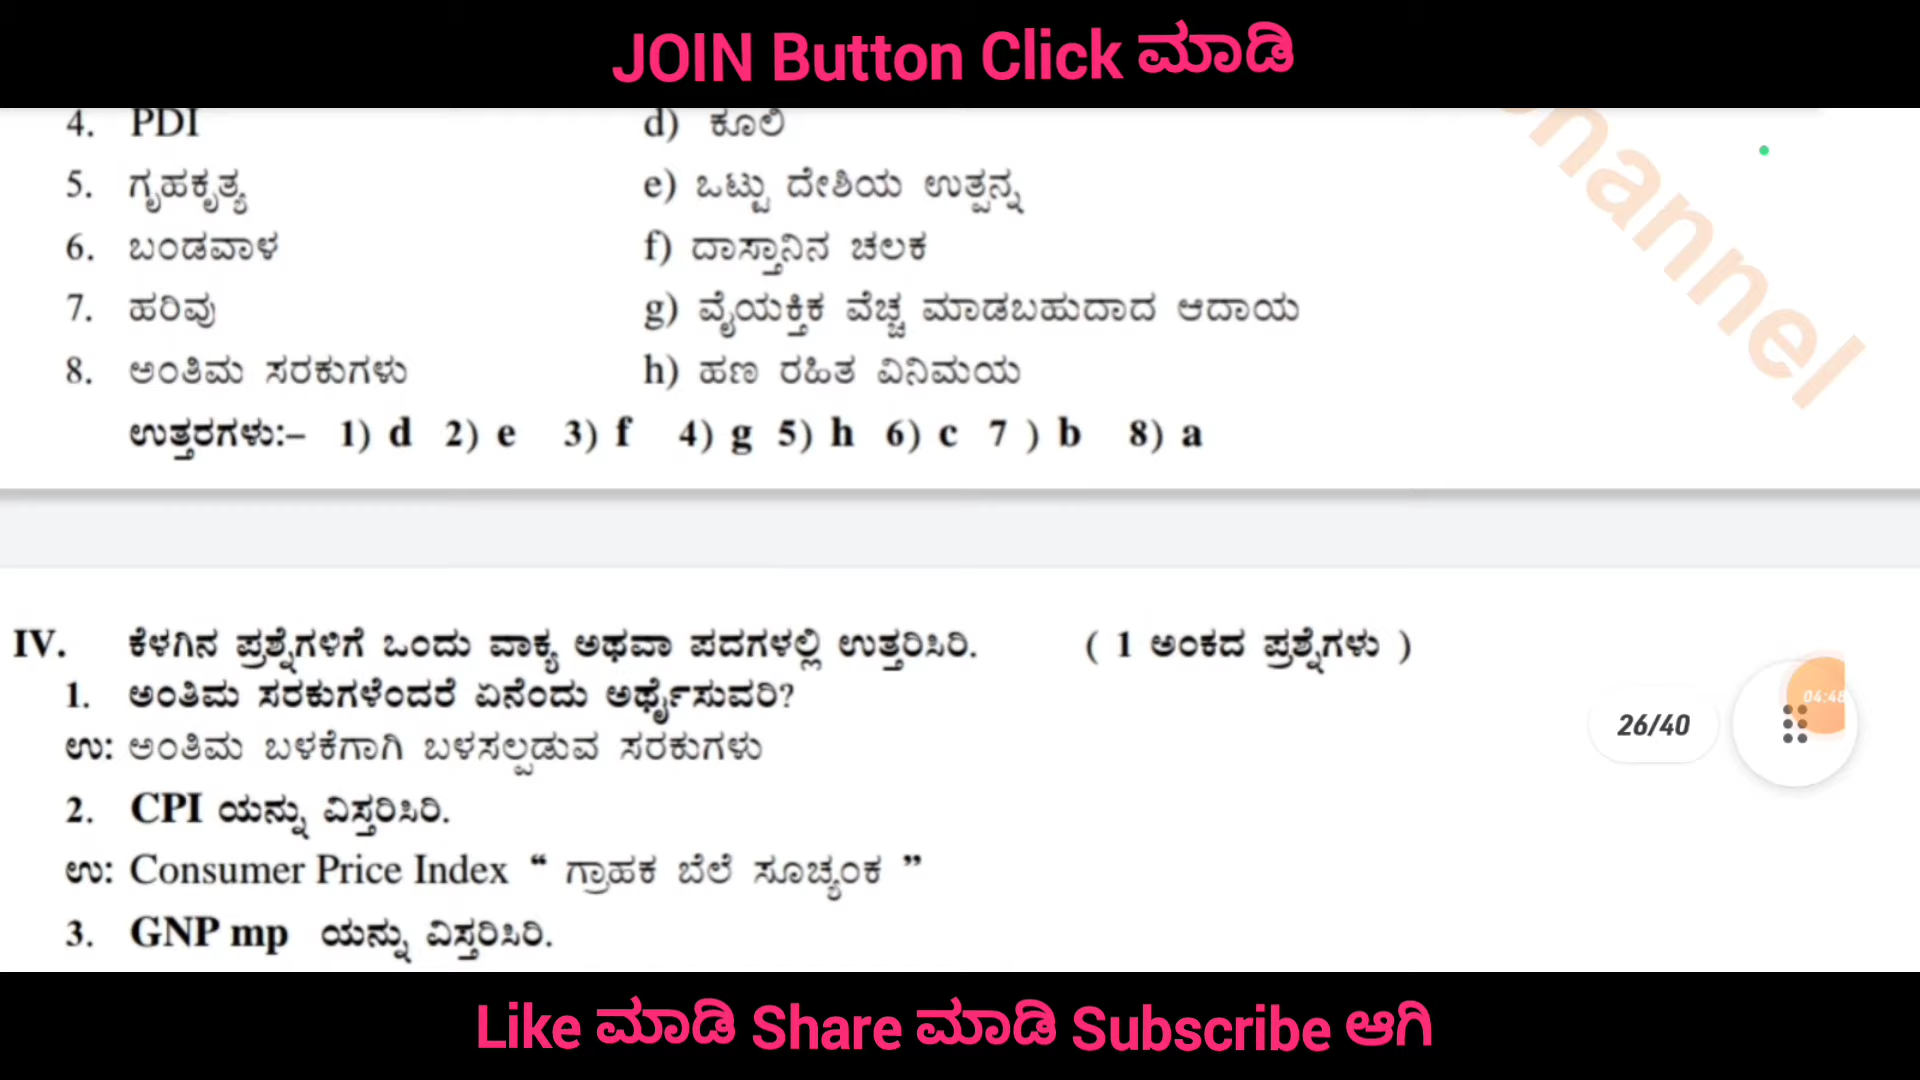 JOIN Button Click ಮಾಡಿ
4. PDI d) ಕೂಲಿ
5. ಗೃಹಕೃತ್ಯ e) ಒಟ್ಟು ದೇಶಿಯ ಉತ್ಪನ್ನ
6. ಬಂಡವಾಳ f) ದಾಸ್ತಾನಿನ ಚಲಕ
7. ಹರಿವು g) ವೈಯಕ್ತಿಕ ವೆಚ್ಚ ಮಾಡಬಹುದಾದ ಆದಾಯ
8. ಅಂತಿಮ ಸರಕುಗಳು h) ಹಣ ರಹಿತ ವಿನಿಮಯ
ಉತ್ತರಗಳು:– 1) d 2) e 3) f 4) g 5) h 6) c 7 ) b 8) a
IV. ಕೆಳಗಿನ ಪ್ರಶ್ನೆಗಳಿಗೆ ಒಂದು ವಾಕ್ಯ ಅಥವಾ ಪದಗಳಲ್ಲಿ ಉತ್ತರಿಸಿರಿ. ( 1 ಅಂಕದ ಪ್ರಶ್ನೆಗಳು )
1. ಅಂತಿಮ ಸರಕುಗಳೆಂದರೆ ಏನೆಂದು ಅರ್ಥೈಸುವರಿ?
04:48
26/40
ಉ: ಅಂತಿಮ ಬಳಕೆಗಾಗಿ ಬಳಸಲ್ಪಡುವ ಸರಕುಗಳು
2. CPI ಯನ್ನು ವಿಸ್ತರಿಸಿರಿ.
ಉ: Consumer Price Index “ ಗ್ರಾಹಕ ಬೆಲೆ ಸೂಚ್ಯಂಕ ”
3. GNP mp ಯನ್ನು ವಿಸ್ತರಿಸಿರಿ.
Like ಮಾಡಿ Share ಮಾಡಿ Subscribe ಆಗಿ